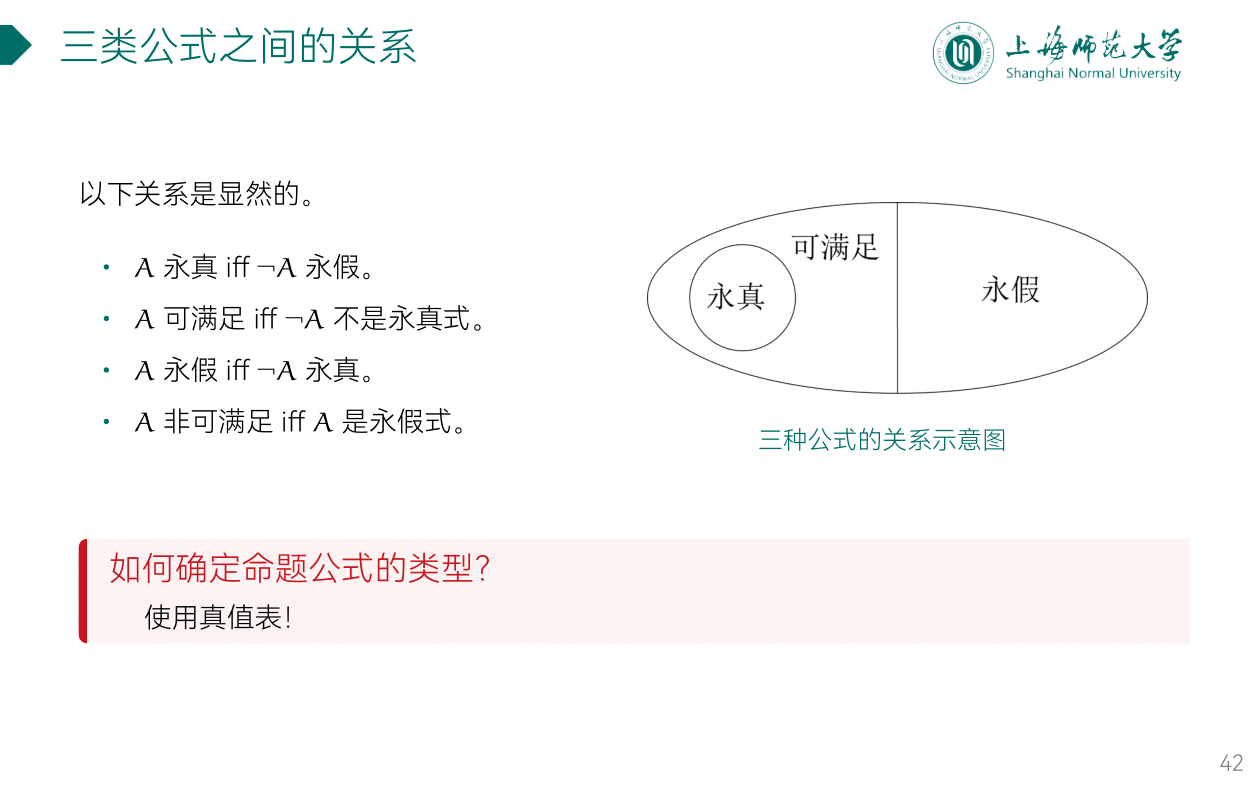 三类公式之间的关系
上海师范大学
Shanghai Normal University
以下关系是显然的。
• A 永真 iff ¬A 永假。
• A 可满足 iff ¬A 不是永真式。
• A 永假 iff ¬A 永真。
• A 非可满足 iff A 是永假式。
可满足
永真
永假
三种公式的关系示意图
如何确定命题公式的类型?
使用真值表!
42